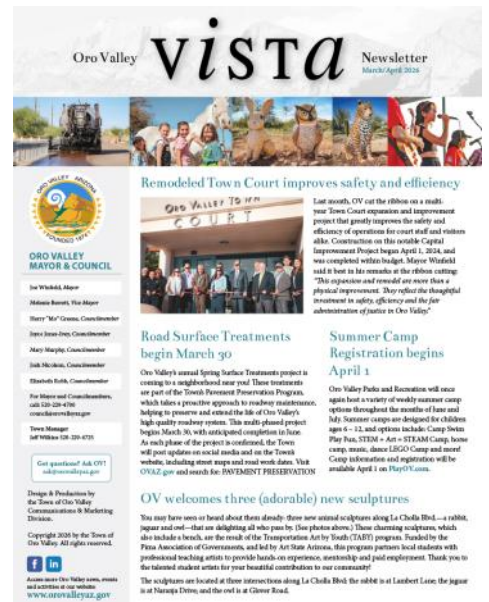 Oro Valley VISTA Newsletter
March/April 2026
ORO VALLEY ARIZONA
FOUNDED 1974
ORO VALLEY
MAYOR & COUNCIL
Joe Winfield, Mayor
Melanie Barrett, Vice Mayor
Harry "Mo" Greene, Councilmember
Joyce Jones-Ivey, Councilmember
Mary Murphy, Councilmember
Josh Nicolson, Councilmember
Elizabeth Robb, Councilmember
For Mayor and Councilmembers,
call: 520-229-4700
council@orovalleyaz.gov
Town Manager
Jeff Wilkins 520-229-4725
Got questions? Ask OV!
ask@orovalleyaz.gov
Design & Production by
the Town of Oro Valley
Communications & Marketing
Division.
Copyright 2026 by the Town of
Oro Valley. All rights reserved.
f in
Access more Oro Valley news, events
and activities at our website:
www.orovalleyaz.gov
Remodeled Town Court improves safety and efficiency
ORO VALLEY TOWN
COURT
Last month, OV cut the ribbon on a multi-
year Town Court expansion and improvement
project that greatly improves the safety and
efficiency of operations for court staff and visitors
alike. Construction on this notable Capital
Improvement Project began April 1, 2024, and
was completed within budget. Mayor Winfield
said it best in his remarks at the ribbon cutting:
"This expansion and remodel are more than a
physical improvement. They reflect the thoughtful
investment in safety, efficiency and the fair
administration of justice in Oro Valley."
Road Surface Treatments
begin March 30
Oro Valley's annual Spring Surface Treatments project is
coming to a neighborhood near you! These treatments
are part of the Town's Pavement Preservation Program,
which takes a proactive approach to roadway maintenance,
helping to preserve and extend the life of Oro Valley's
high quality roadway system. This multi-phased project
begins March 30, with anticipated completion in June.
As each phase of the project is confirmed, the Town
will post updates on social media and on the Town's
website, including street maps and road work dates. Visit
OVAZ.gov and search for: PAVEMENT PRESERVATION
Summer Camp
Registration begins
April 1
Oro Valley Parks and Recreation will once
again host a variety of weekly summer camp
options throughout the months of June and
July. Summer camps are designed for children
ages 6 – 12, and options include: Camp Swim
Play Fun, STEM + Art = STEAM Camp, horse
camp, music, dance LEGO Camp and more!
Camp information and registration will be
available April 1 on PlayOV.com.
OV welcomes three (adorable) new sculptures
You may have seen or heard about them already: three new animal sculptures along La Cholla Blvd.—a rabbit,
jaguar and owl—that are delighting all who pass by. (See photos above.) These charming sculptures, which
also include a bench, are the result of the Transportation Art by Youth (TABY) program. Funded by the
Pima Association of Governments, and led by Art State Arizona, this program partners local students with
professional teaching artists to provide hands-on experience, mentorship and paid employment. Thank you to
the talented student artists for your beautiful contribution to our community!
The sculptures are located at three intersections along La Cholla Blvd: the rabbit is at Lambert Lane; the jaguar
is at Naranja Drive; and the owl is at Glover Road.